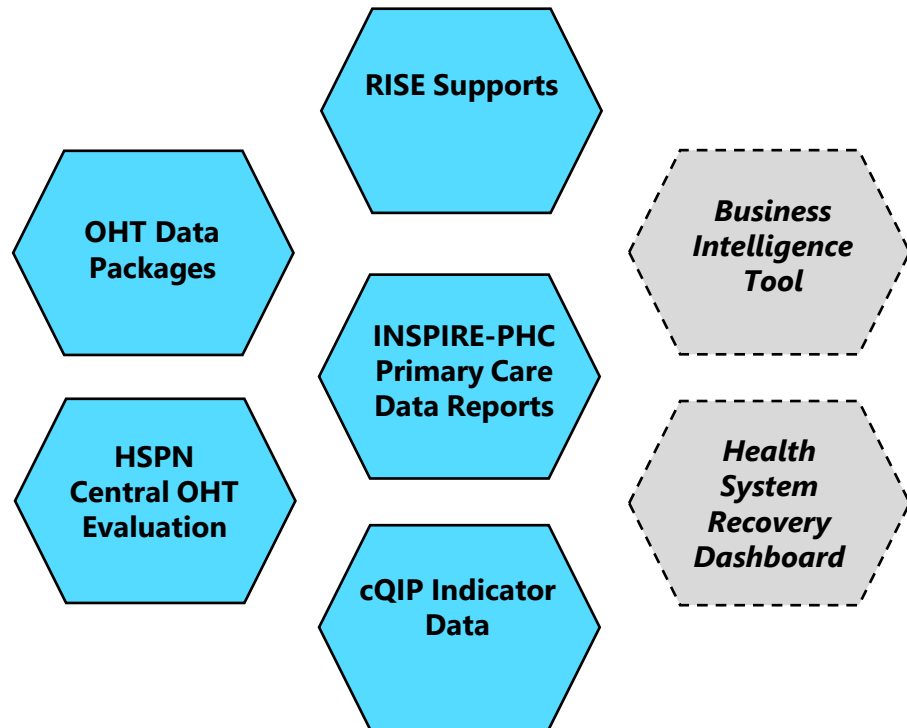 RISE Supports
OHT Data
Packages
Business
Intelligence
Tool
INSPIRE-PHC
Primary Care
Data Reports
HSPN
Central OHT
Evaluation
Health
System
Recovery
Dashboard
cQIP Indicator
Data